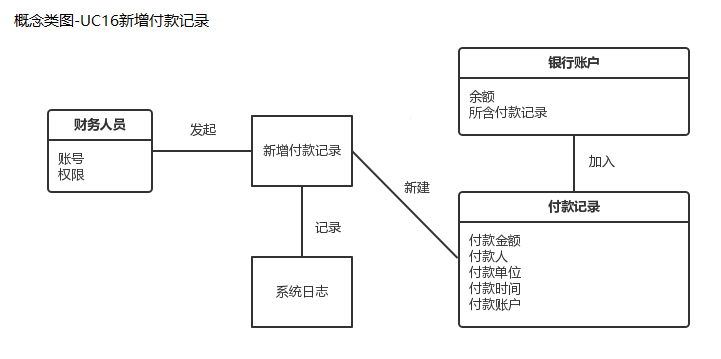 概念类图-UC16新增付款记录
财务人员
账号
权限
发起
新增付款记录
记录
系统日志
新建
银行账户
余额
所含付款记录
加入
付款记录
付款金额
付款人
付款单位
付款时间
付款账户